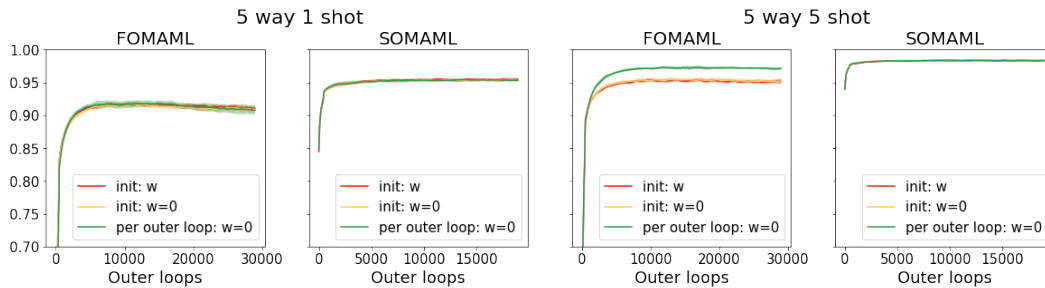 5 way 1 shot
5 way 5 shot
FOMAML
SOMAML
FOMAML
SOMAML
1.00
0.95
0.90
0.85
0.80
0.75
0.70
init: w
init: w=0
per outer loop: w=0
init: w
init: w=0
per outer loop: w=0
init: w
init: w=0
per outer loop: w=0
init: w
init: w=0
per outer loop: w=0
0 10000 20000 30000
0 5000 10000 15000
0 10000 20000 30000
0 5000 10000 15000
Outer loops
Outer loops
Outer loops
Outer loops